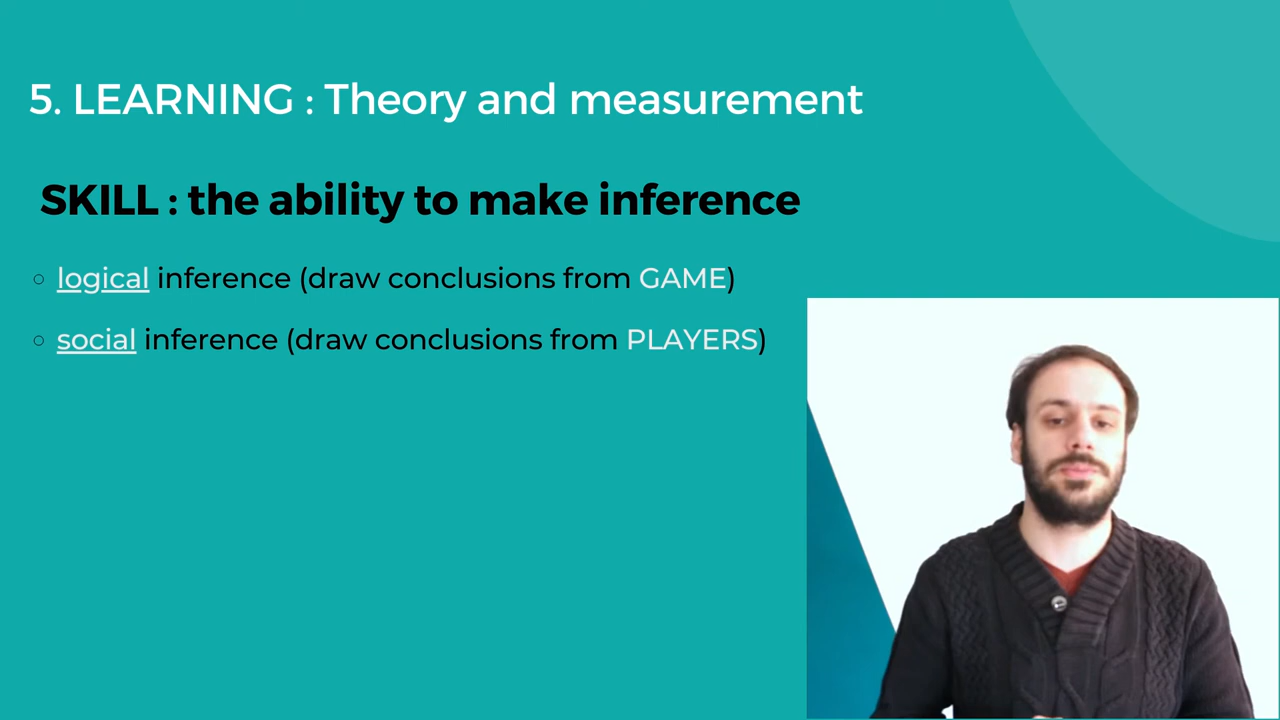 5. LEARNING : Theory and measurement
SKILL : the ability to make inference
logical inference (draw conclusions from GAME)
social inference (draw conclusions from PLAYERS)